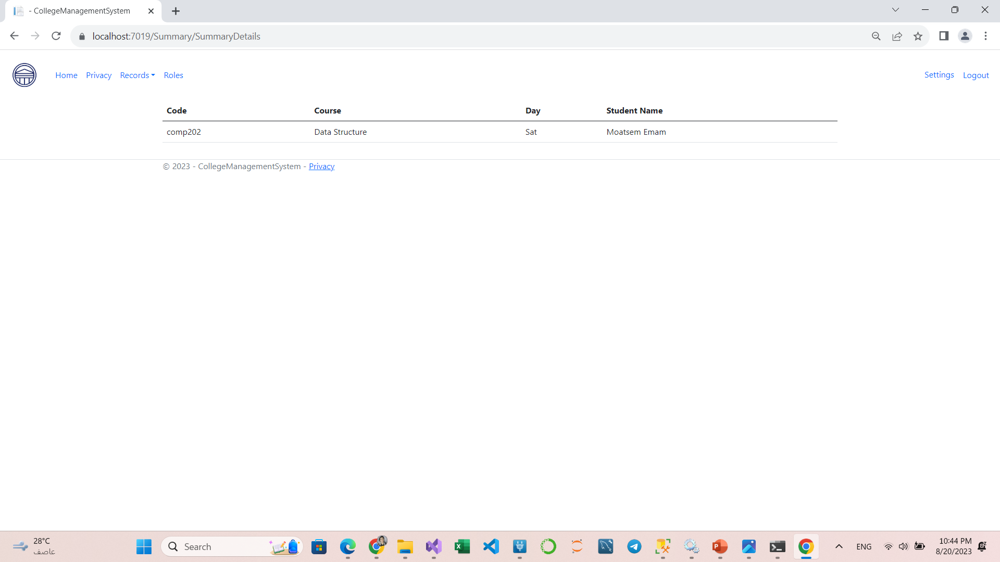 - CollegeManagementSystem
localhost:7019/Summary/SummaryDetails
Home Privacy Records Roles Settings Logout
Code Course Day Student Name
comp202 Data Structure Sat Moatsem Emam
© 2023 - CollegeManagementSystem - Privacy
28°C
عاصف
Search
ENG
10:44 PM
8/20/2023